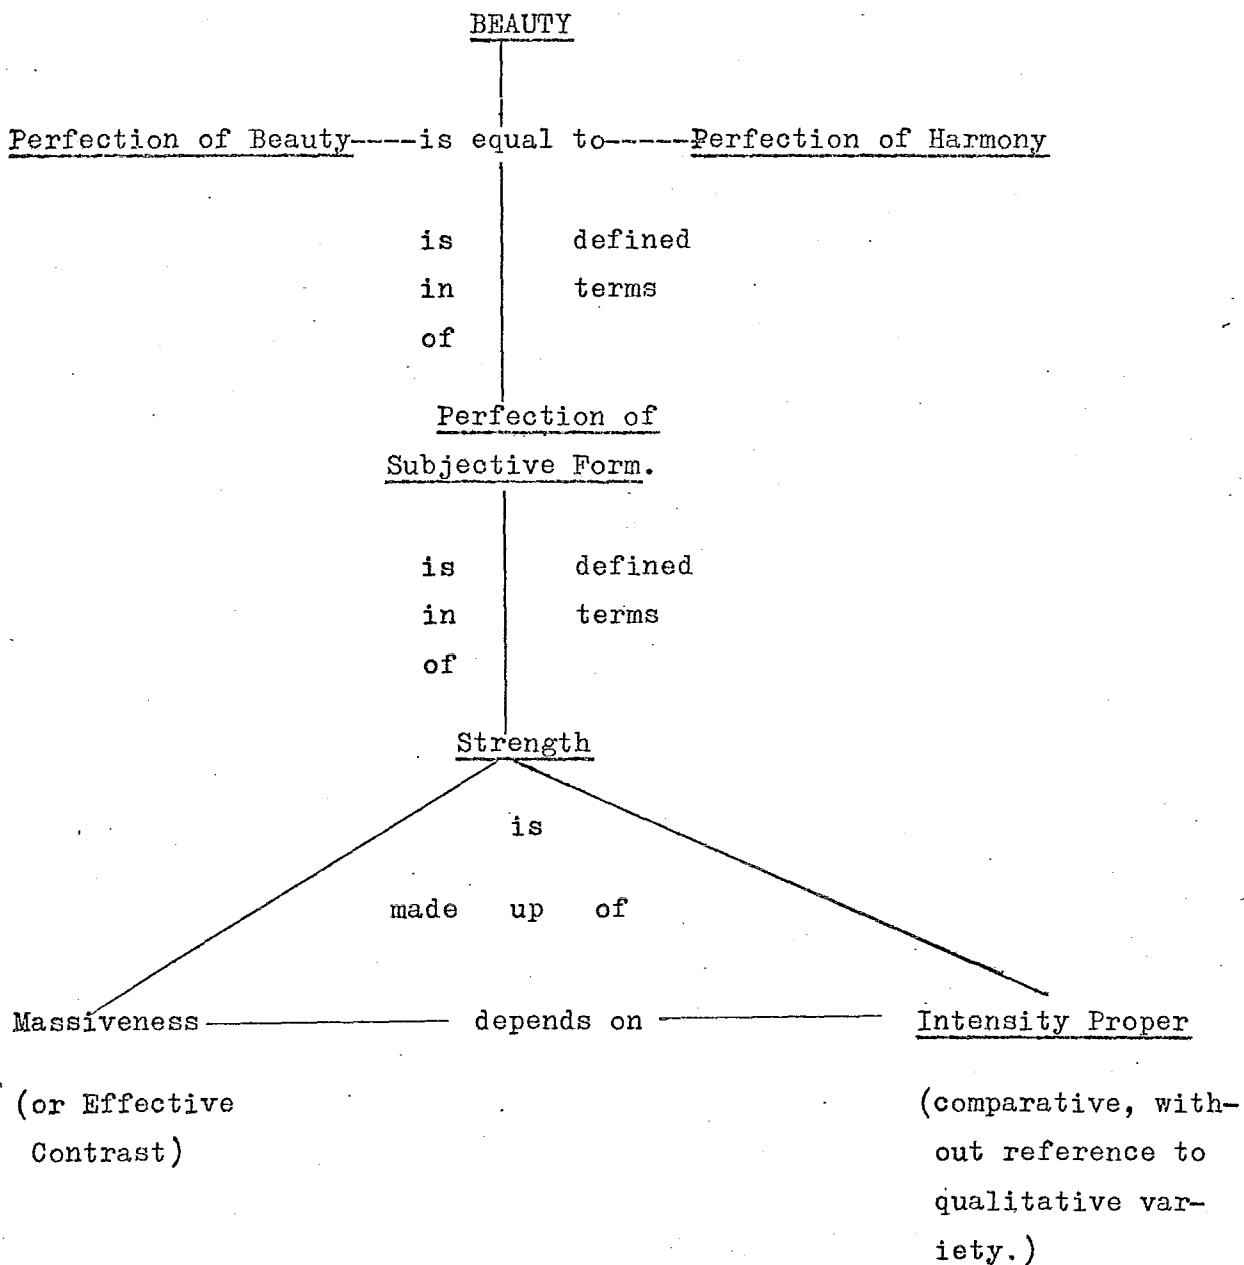 BEAUTY
Perfection of Beauty----is equal to-----Perfection of Harmony
is defined
in terms
of
Perfection of
Subjective Form.
is defined
in terms
of
Strength
is
made up of
Massiveness depends on Intensity Proper
(or Effective (comparative, with-
Contrast) out reference to
qualitative var-
iety.)